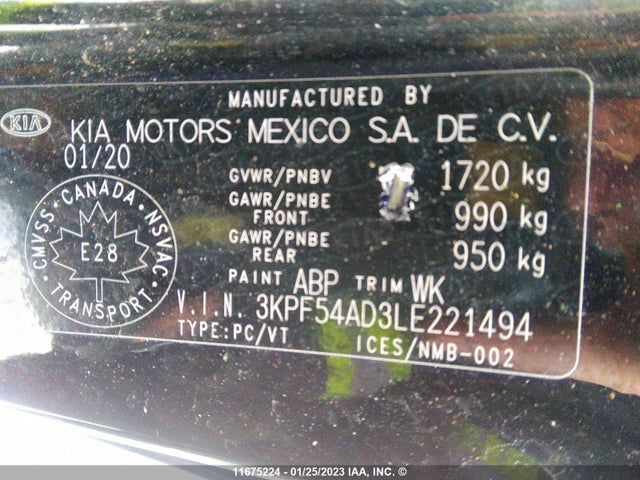 MANUFACTURED BY
KIA
KIA MOTORS MEXICO S.A. DE C.V.
01/20
GVWR/PNBV 1720 kg
GAWR/PNBE FRONT 990 kg
GAWR/PNBE REAR 950 kg
CMVSS · CANADA · NSVAC · TRANSPORT
E28
PAINT ABP TRIM WK
V.I.N. 3KPF54AD3LE221494
TYPE:PC/VT ICES/NMB-002
11675224 - 01/25/2023 IAA, INC. ©